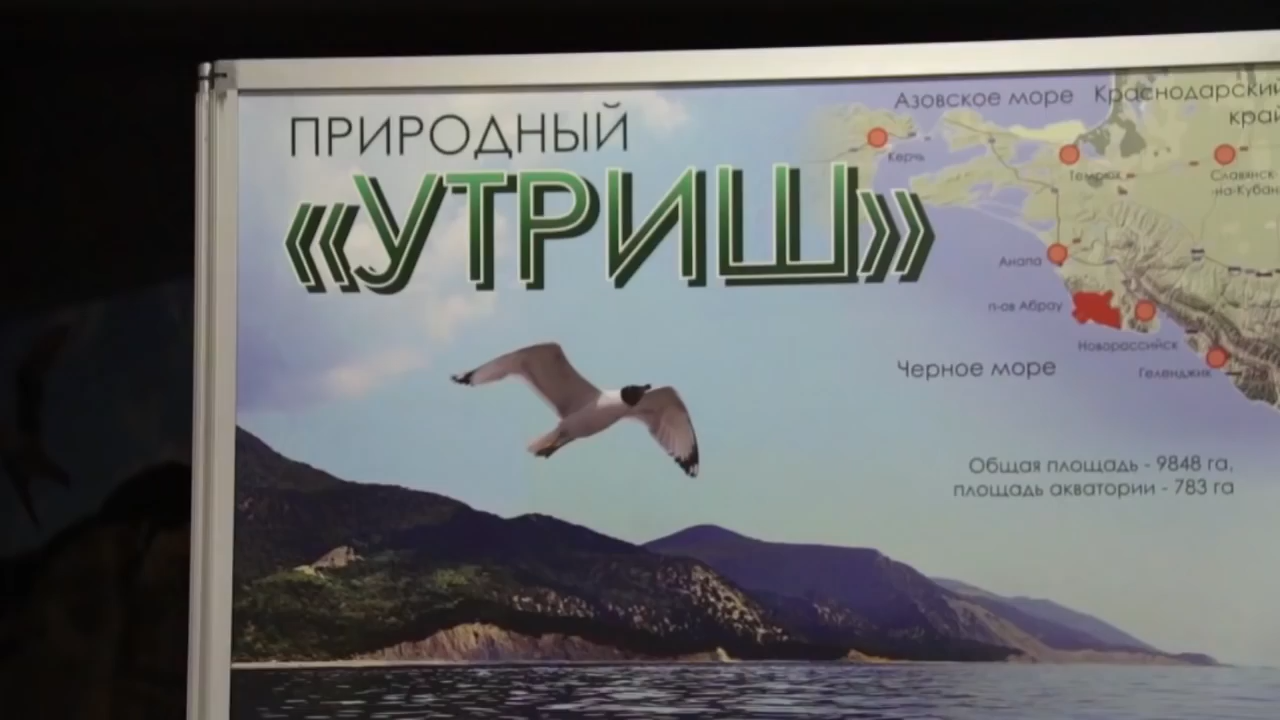 ПРИРОДНЫЙ
«УТРИШ»
Азовское море
Краснодарский
край
Керчь
Темрюк
Славянск-
на-Кубан
Анапа
п-ов Абрау
Новороссийск
Геленджик
Черное море
Общая площадь - 9848 га,
площадь акватории - 783 га